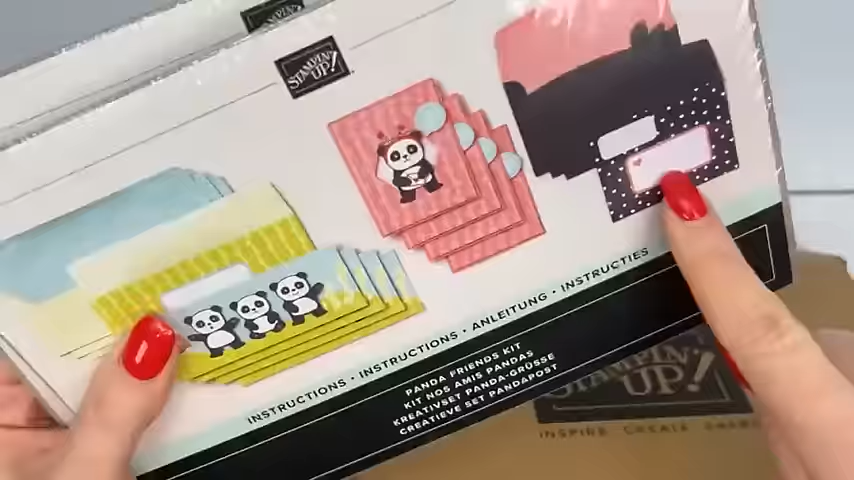 STAMPIN' UP!
INSTRUCTIONS • INSTRUCTIONS • ANLEITUNG • INSTRUCTIES
PANDA FRIENDS KIT
KIT NOS AMIS PANDAS
KREATIVSET PANDA-GRÜSSE
CREATIEVE SET PANDAPOST
STAMPIN' UP!
INSPIRE CREATE SHARE